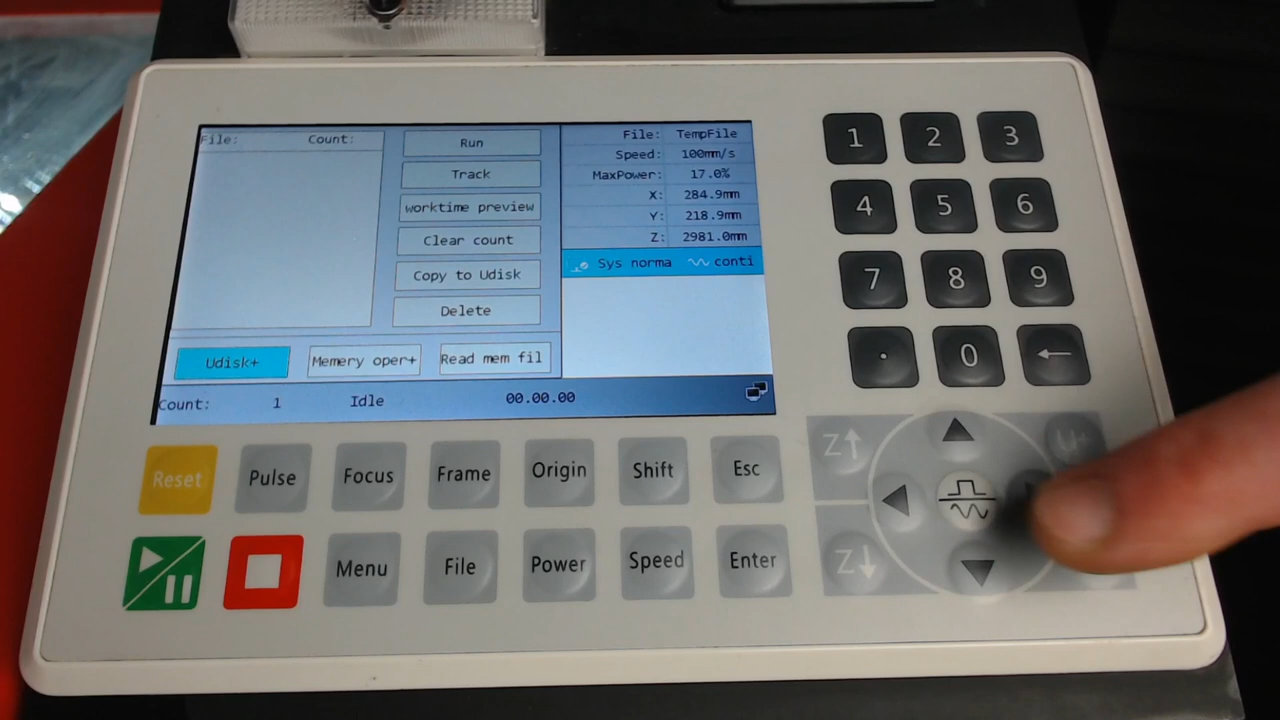 File: Count:
Run
Track
worktime preview
Clear count
Copy to Udisk
Delete
Udisk+
Memery oper+
Read mem fil
File: TempFile
Speed: 100mm/s
MaxPower: 17.0%
X: 284.9mm
Y: 218.9mm
Z: 2981.0mm
Sys norma conti
Count: 1 Idle 00.00.00
1 2 3
4 5 6
7 8 9
. 0 ←
Reset Pulse Focus Frame Origin Shift Esc
Menu File Power Speed Enter
Z↑
U+
Z↓